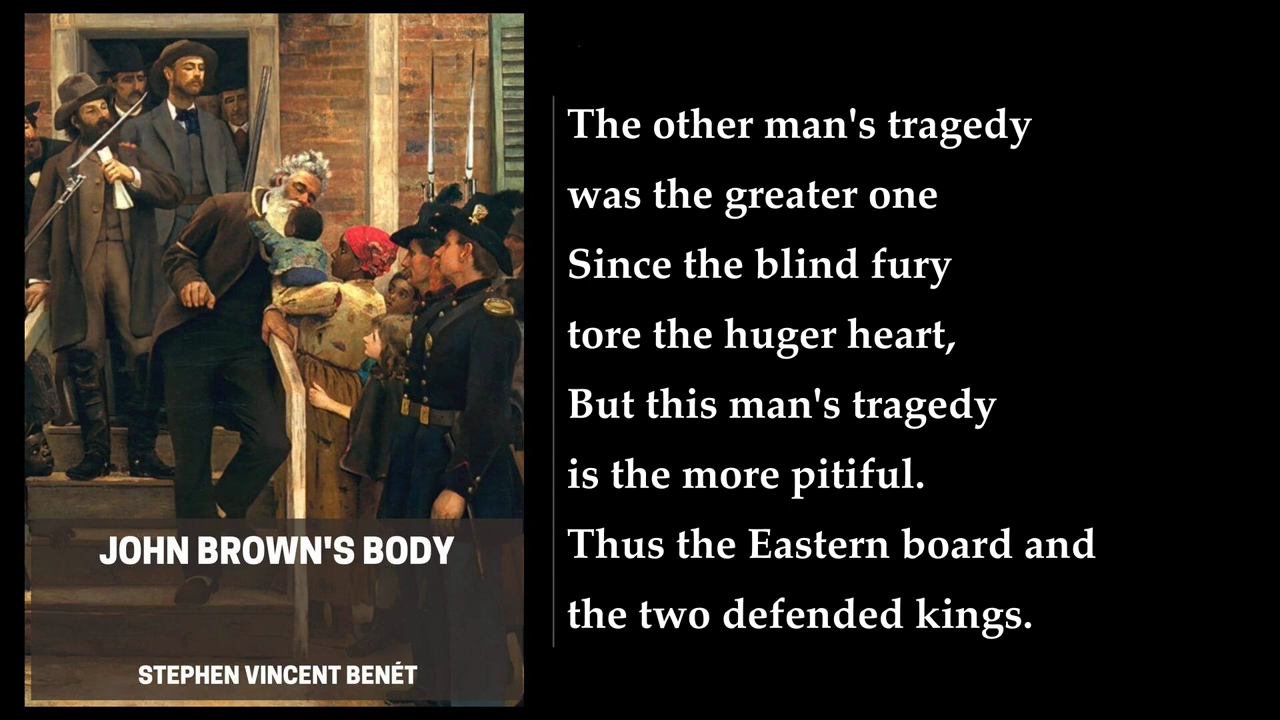 JOHN BROWN'S BODY
STEPHEN VINCENT BENÉT
The other man's tragedy
was the greater one
Since the blind fury
tore the huger heart,
But this man's tragedy
is the more pitiful.
Thus the Eastern board and
the two defended kings.